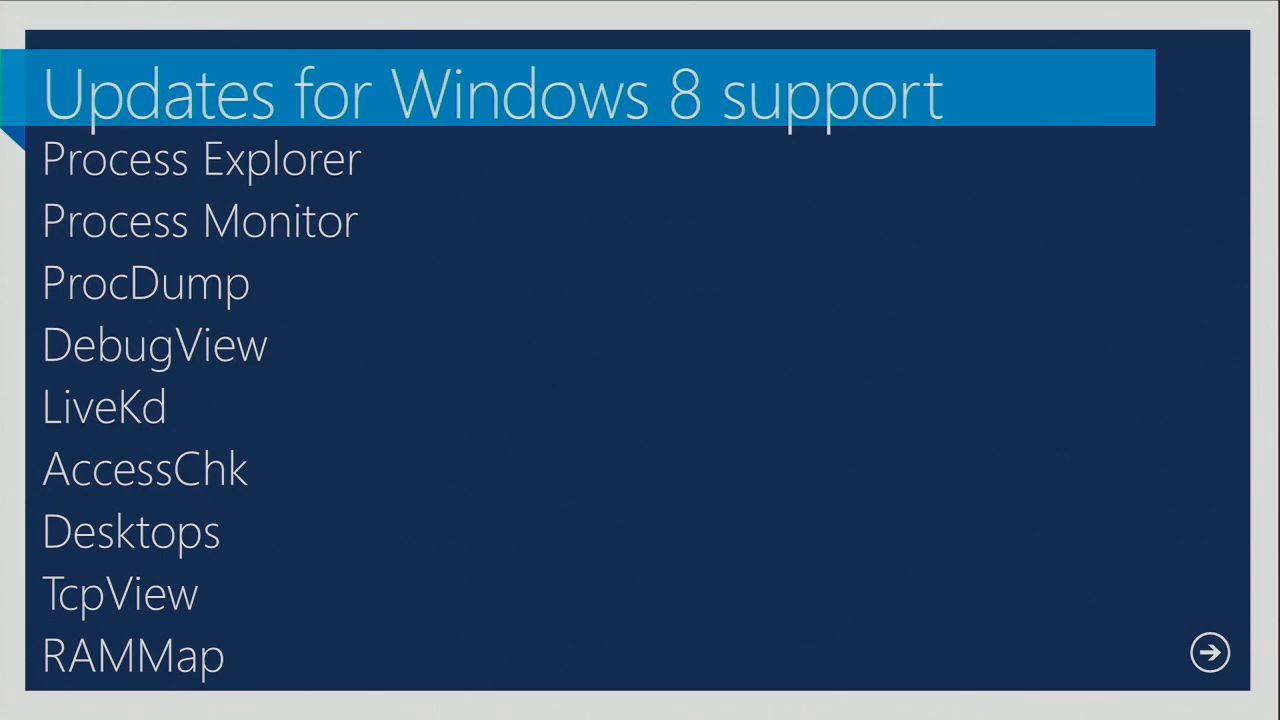 Updates for Windows 8 support
Process Explorer
Process Monitor
ProcDump
DebugView
LiveKd
AccessChk
Desktops
TcpView
RAMMap